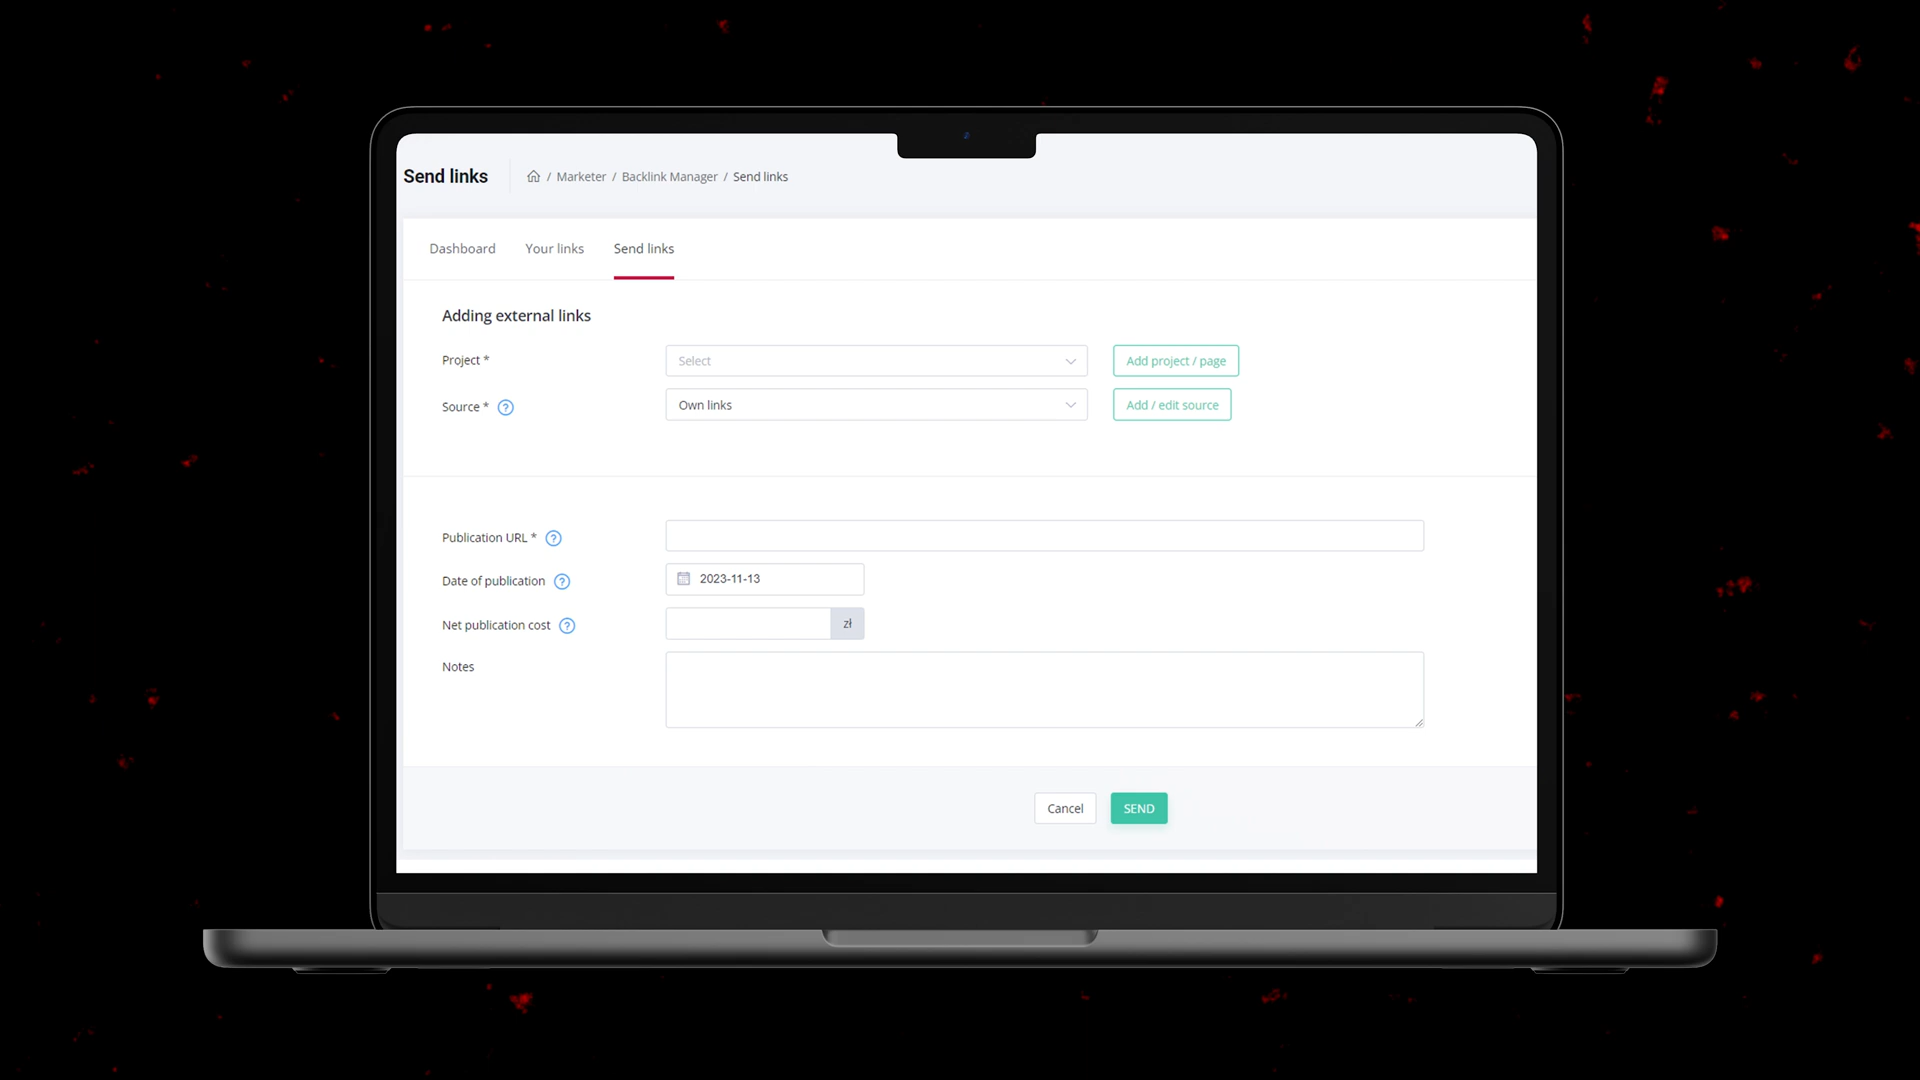 Send links
/ Marketer / Backlink Manager / Send links
Dashboard Your links Send links
Adding external links
Project * Select Add project / page
Source * ? Own links Add / edit source
Publication URL * ?
Date of publication ? 2023-11-13
Net publication cost ? zł
Notes
Cancel SEND